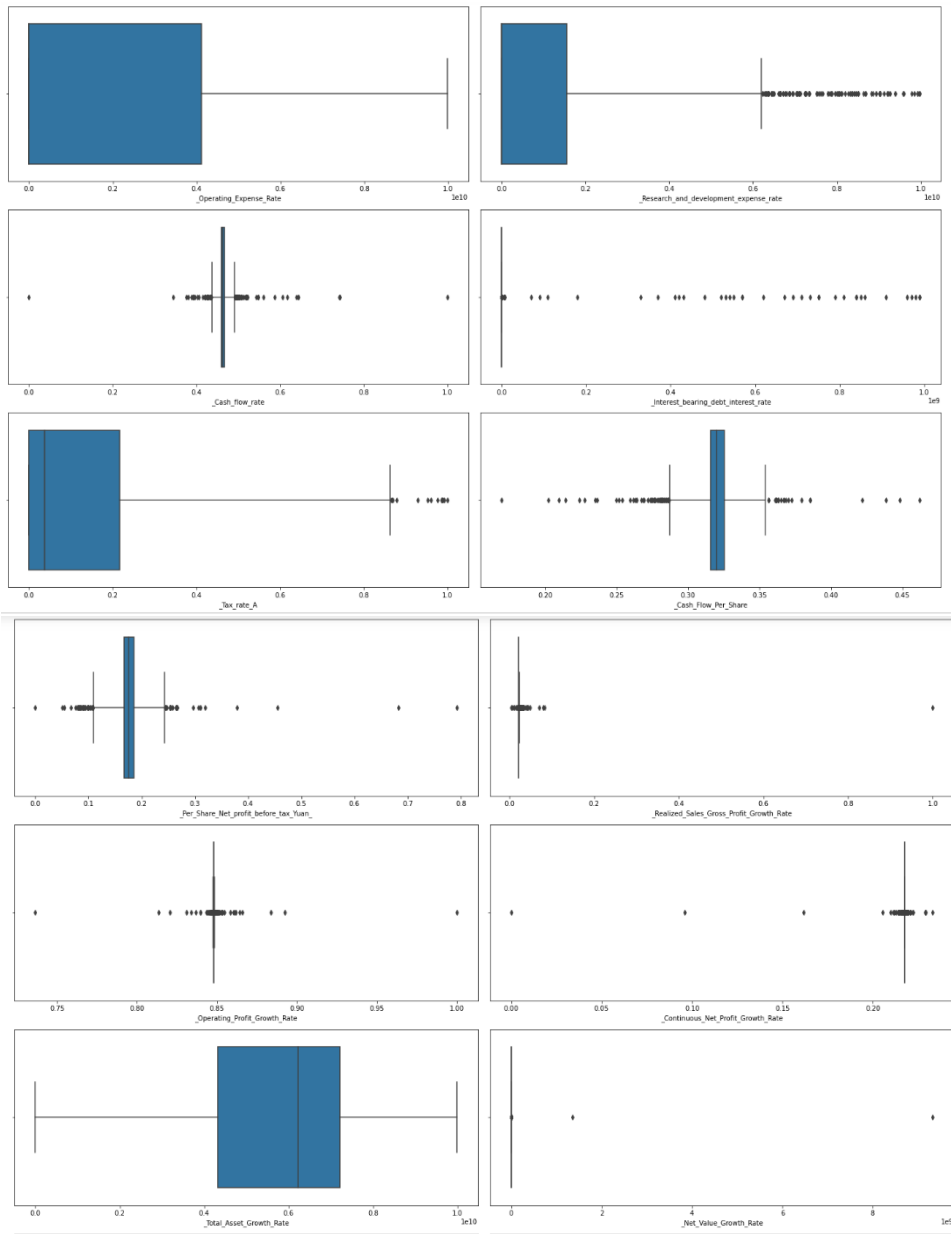 0.0 0.2 0.4 0.6 0.8 1.0
_Operating_Expense_Rate 1e10
0.0 0.2 0.4 0.6 0.8 1.0
_Research_and_development_expense_rate 1e10
0.0 0.2 0.4 0.6 0.8 1.0
_Cash_flow_rate
0.0 0.2 0.4 0.6 0.8 1.0
_Interest_bearing_debt_interest_rate 1e9
0.0 0.2 0.4 0.6 0.8 1.0
_Tax_rate_A
0.20 0.25 0.30 0.35 0.40 0.45
_Cash_Flow_Per_Share
0.0 0.1 0.2 0.3 0.4 0.5 0.6 0.7 0.8
_Per_Share_Net_profit_before_tax_Yuan_
0.0 0.2 0.4 0.6 0.8 1.0
_Realized_Sales_Gross_Profit_Growth_Rate
0.75 0.80 0.85 0.90 0.95 1.00
_Operating_Profit_Growth_Rate
0.00 0.05 0.10 0.15 0.20
_Continuous_Net_Profit_Growth_Rate
0.0 0.2 0.4 0.6 0.8 1.0
_Total_Asset_Growth_Rate 1e10
0 2 4 6 8
_Net_Value_Growth_Rate 1e9